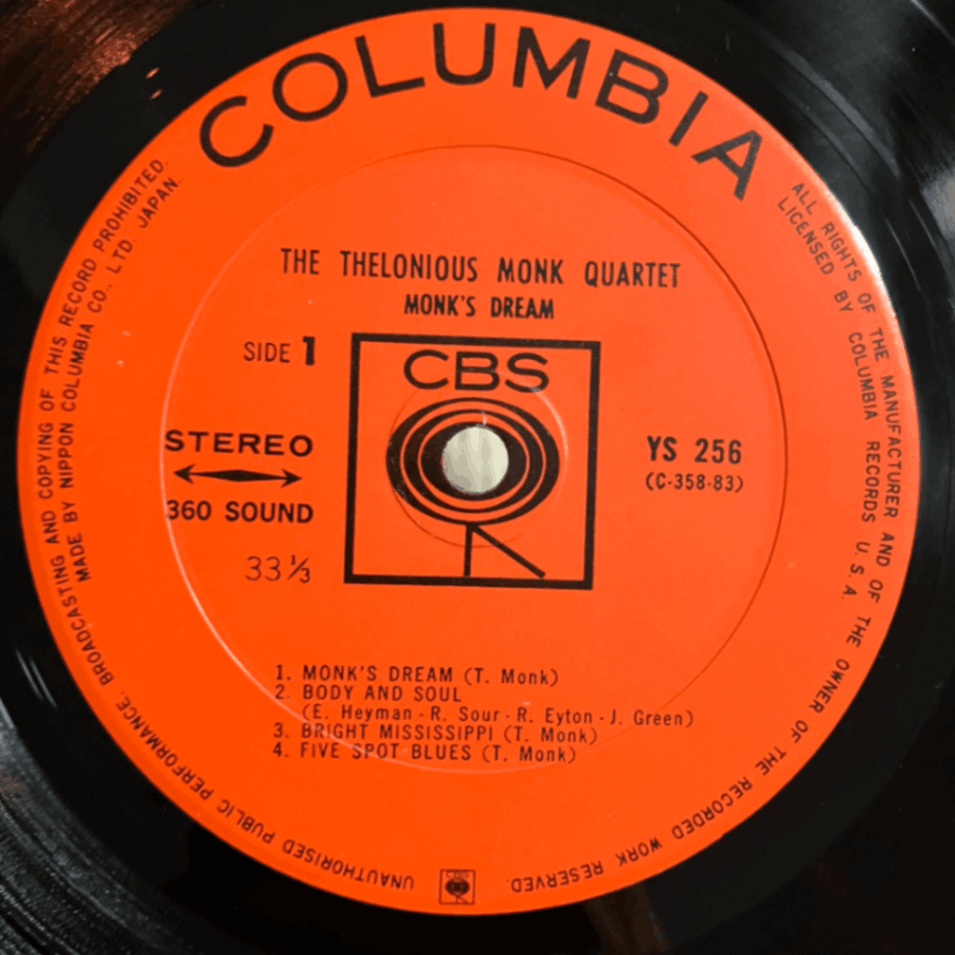 COLUMBIA
ALL RIGHTS OF THE MANUFACTURER AND OF THE OWNER OF THE RECORDED WORK RESERVED.
LICENSED BY COLUMBIA RECORDS U. S. A.
UNAUTHORISED PUBLIC PERFORMANCE, BROADCASTING AND COPYING OF THIS RECORD PROHIBITED.
MADE BY NIPPON COLUMBIA CO., LTD. JAPAN.
THE THELONIOUS MONK QUARTET
MONK'S DREAM
SIDE 1
CBS
STEREO
360 SOUND
33 ⅓
YS 256
(C-358-83)
1. MONK'S DREAM (T. Monk)
2. BODY AND SOUL
(E. Heyman - R. Sour - R. Eyton - J. Green)
3. BRIGHT MISSISSIPPI (T. Monk)
4. FIVE SPOT BLUES (T. Monk)
CBS